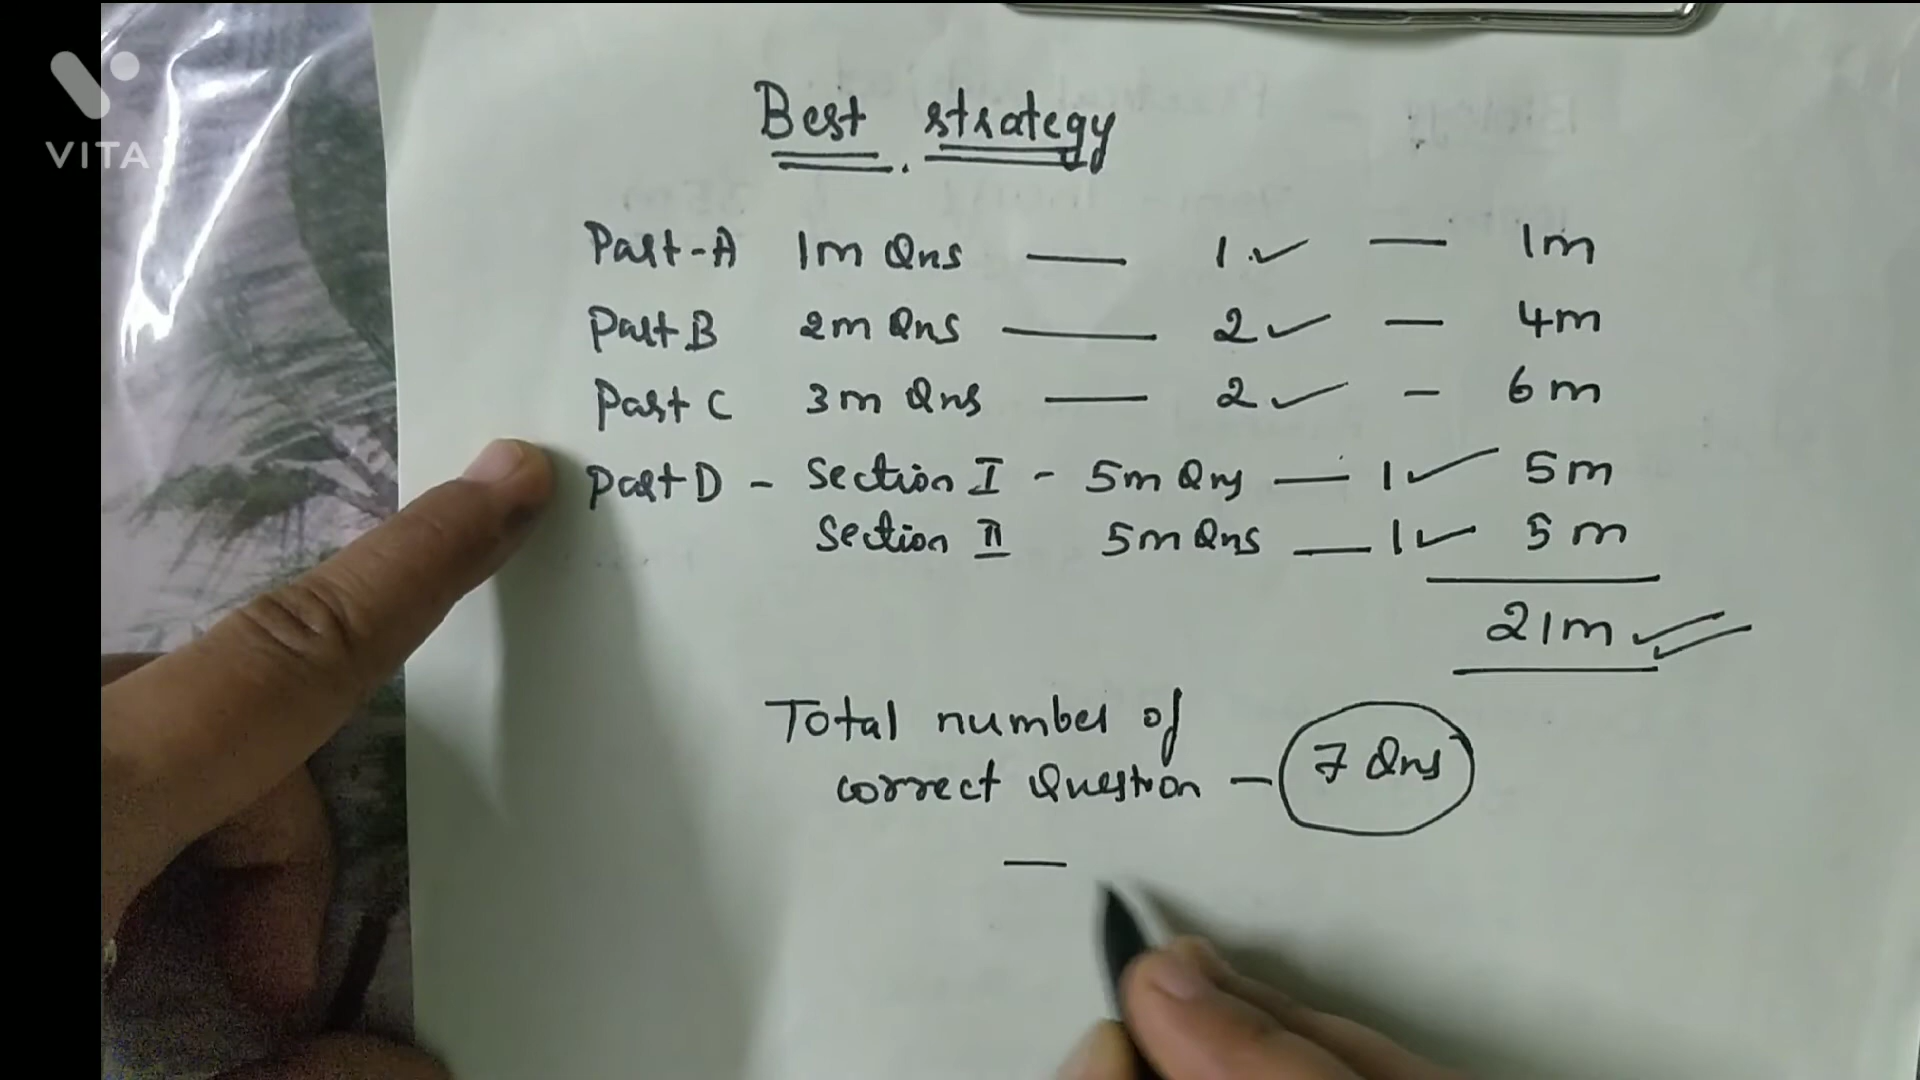 VITA
Best strategy
Part-A 1m Qns — 1 ✓ — 1m
Part B 2m Qns — 2 ✓ — 4m
Part C 3m Qns — 2 ✓ — 6m
Part D - Section I - 5m Qns — 1 ✓ 5m
Section II 5m Qns — 1 ✓ 5m
21m
Total number of
correct Question — 7 Qns
—